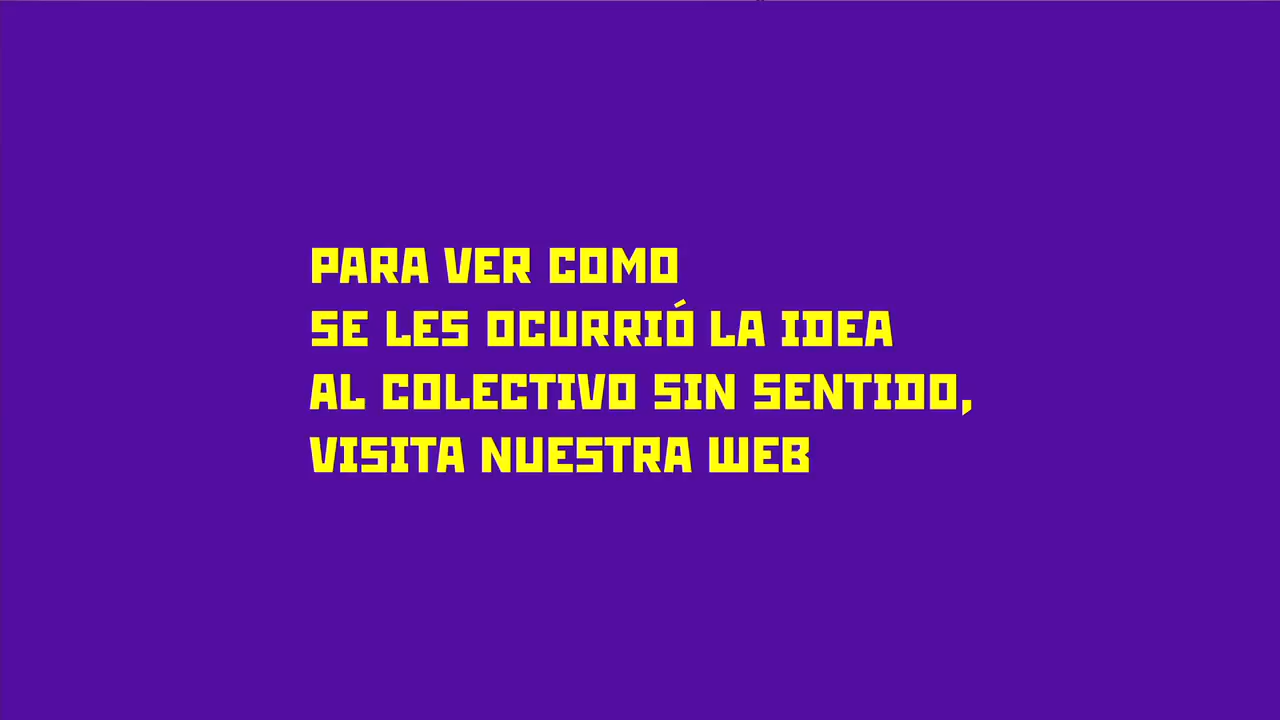 PARA VER COMO
SE LES OCURRIÓ LA IDEA
AL COLECTIVO SIN SENTIDO,
VISITA NUESTRA WEB